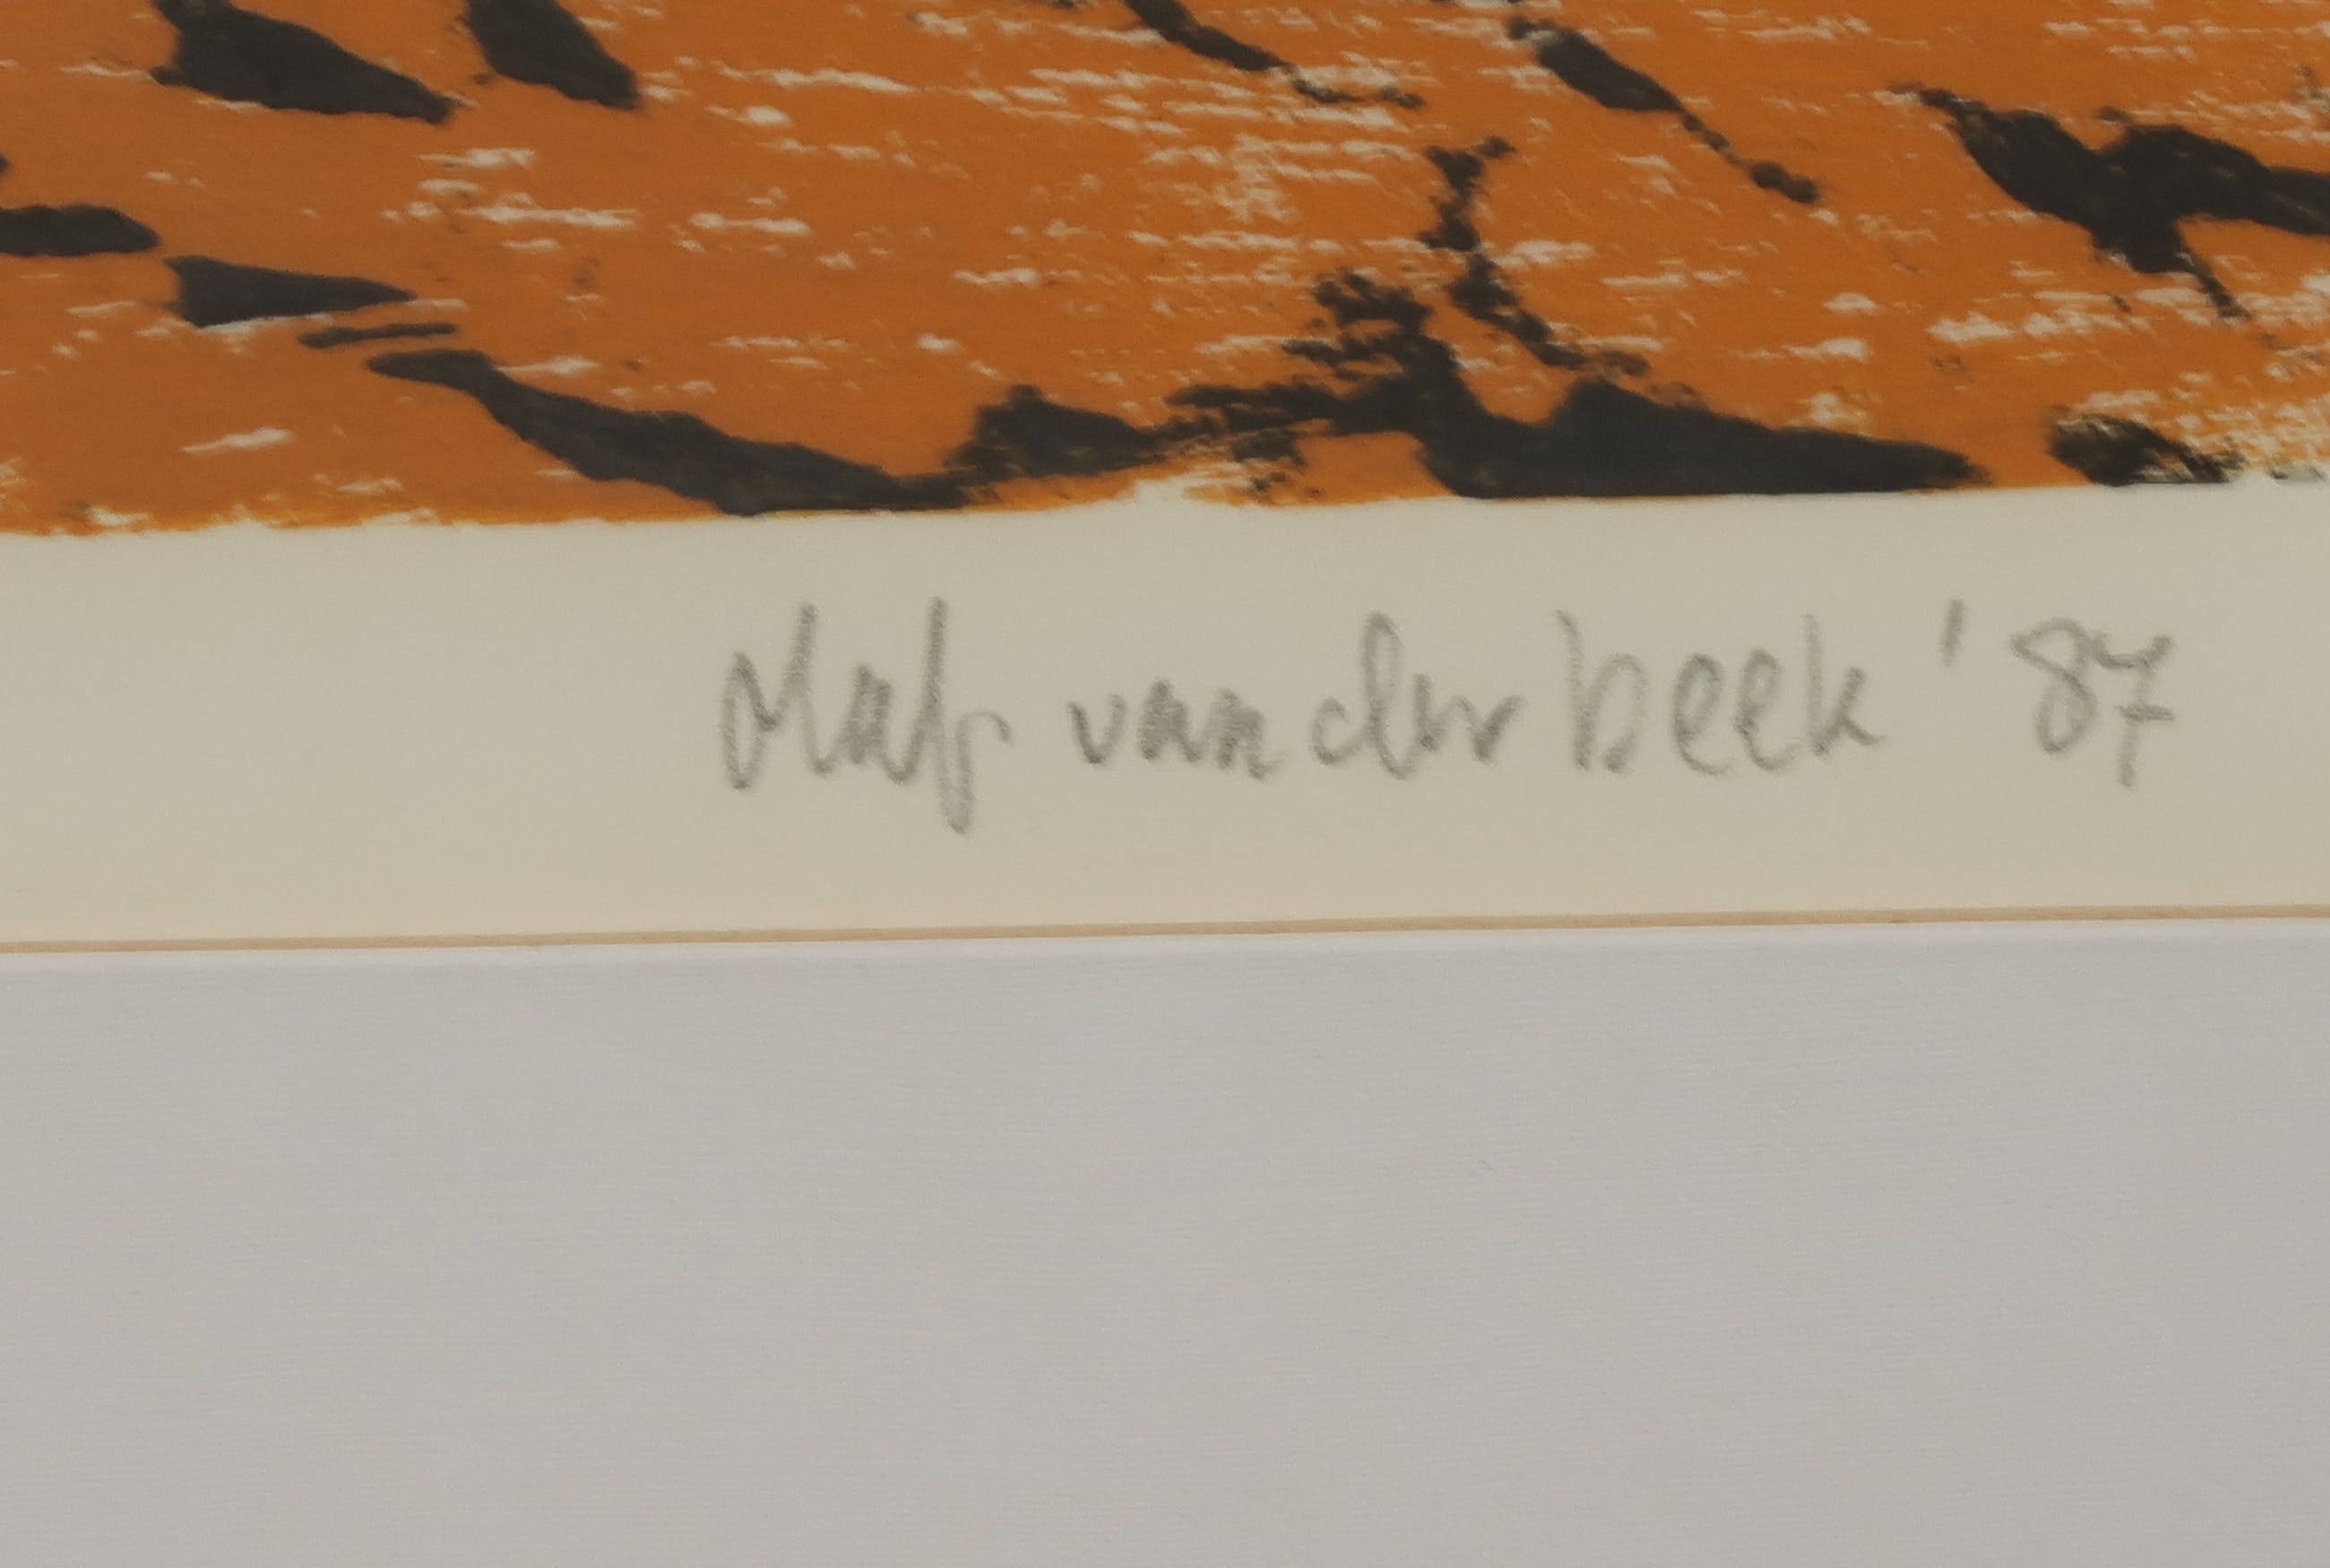 olaf van der beek '87